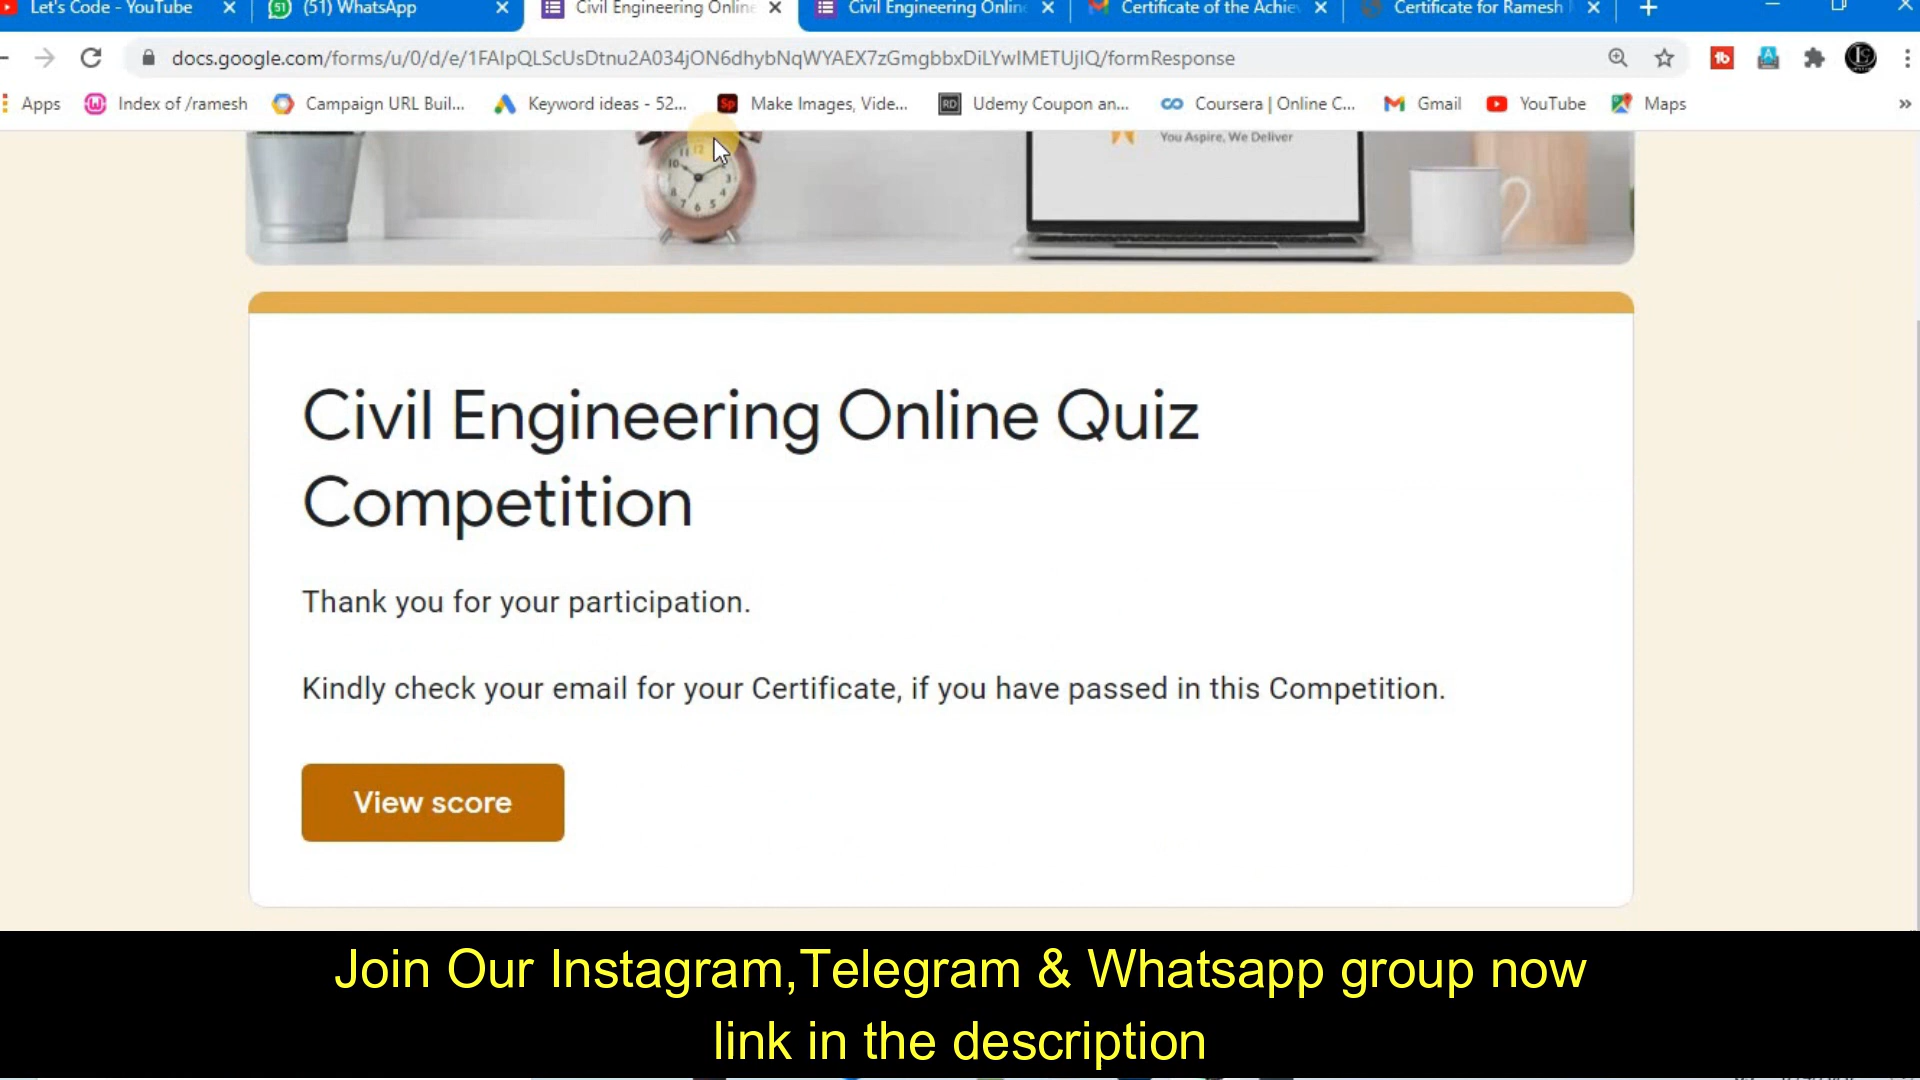 Let's Code - YouTube
(51) WhatsApp
Civil Engineering Online
Civil Engineering Onlin
Certificate of the Achie
Certificate for Ramesh
docs.google.com/forms/u/0/d/e/1FAIpQLScUsDtnu2A034jON6dhybNqWYAEX7zGmgbbxDiLYwIMETUjIQ/formResponse
Apps
Index of /ramesh
Campaign URL Buil...
Keyword ideas - 52...
Make Images, Vide...
Udemy Coupon an...
Coursera | Online C...
Gmail
YouTube
Maps
You Aspire, We Deliver
Civil Engineering Online Quiz
Competition
Thank you for your participation.
Kindly check your email for your Certificate, if you have passed in this Competition.
View score
Join Our Instagram,Telegram & Whatsapp group now
link in the description